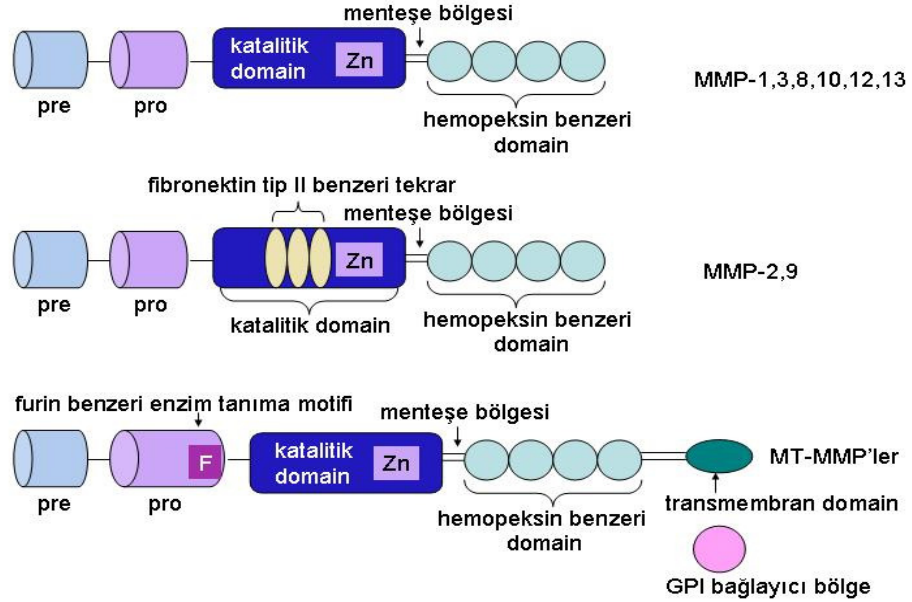 menteşe bölgesi
katalitik
domain
Zn
pre
pro
hemopeksin benzeri
domain
MMP-1,3,8,10,12,13
fibronektin tip II benzeri tekrar
menteşe bölgesi
Zn
pre
pro
katalitik domain
hemopeksin benzeri
domain
MMP-2,9
furin benzeri enzim tanıma motifi
menteşe bölgesi
F
katalitik
domain
Zn
MT-MMP'ler
pre
pro
hemopeksin benzeri
domain
transmembran domain
GPI bağlayıcı bölge